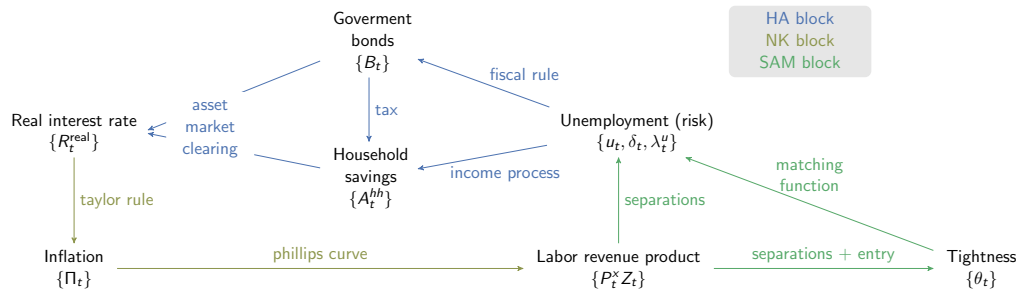 Goverment
bonds
{B_t}
HA block
NK block
SAM block
fiscal rule
asset
market
clearing
tax
Real interest rate
{R_t^real}
Unemployment (risk)
{u_t, δ_t, λ_t^u}
Household
savings
{A_t^hh}
income process
matching
function
taylor rule
separations
Inflation
{Π_t}
phillips curve
Labor revenue product
{P_t^x Z_t}
separations + entry
Tightness
{θ_t}